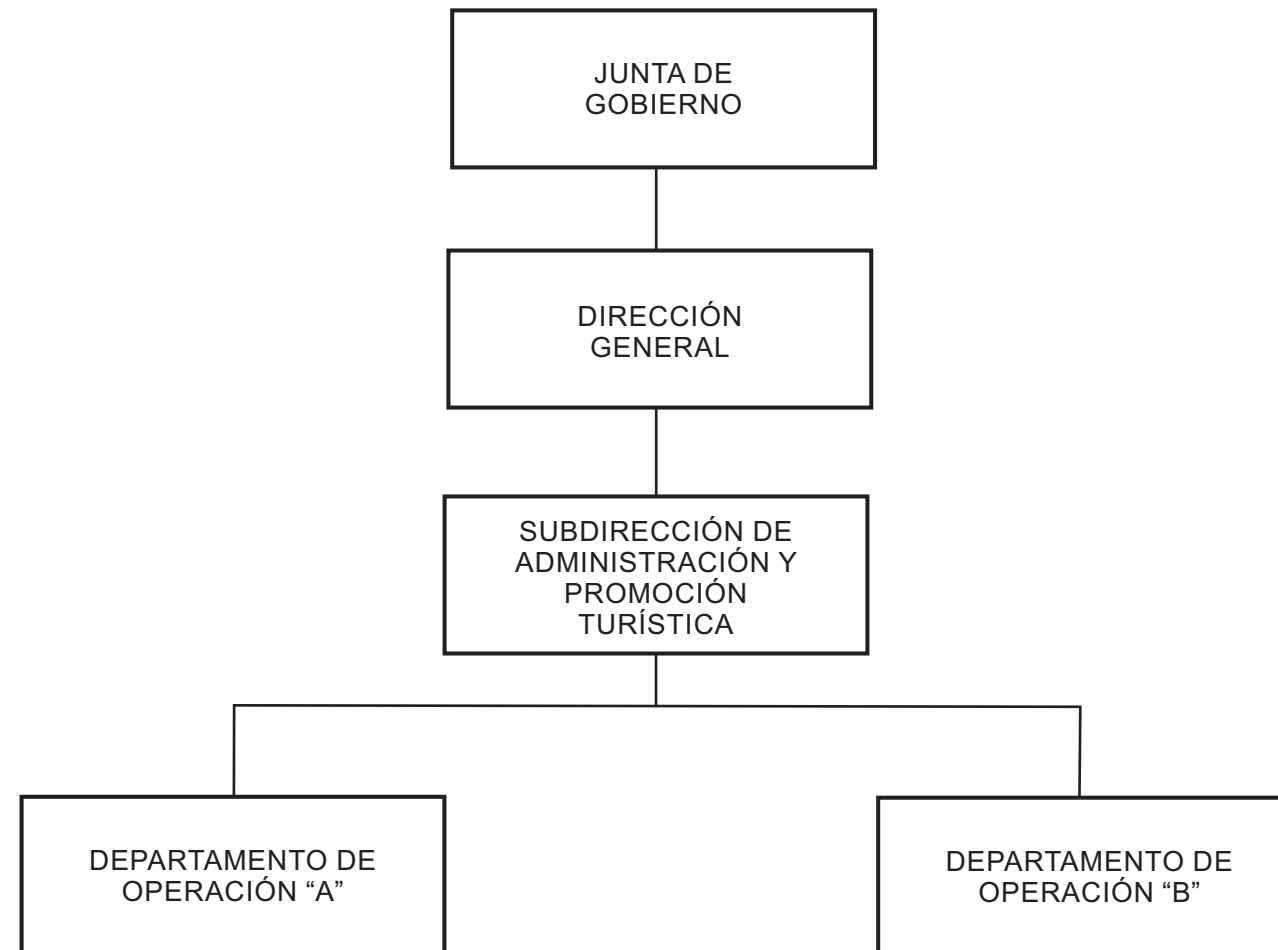 JUNTA DE
GOBIERNO
DIRECCIÓN
GENERAL
SUBDIRECCIÓN DE
ADMINISTRACIÓN Y
PROMOCIÓN
TURÍSTICA
DEPARTAMENTO DE
OPERACIÓN “A”
DEPARTAMENTO DE
OPERACIÓN “B”